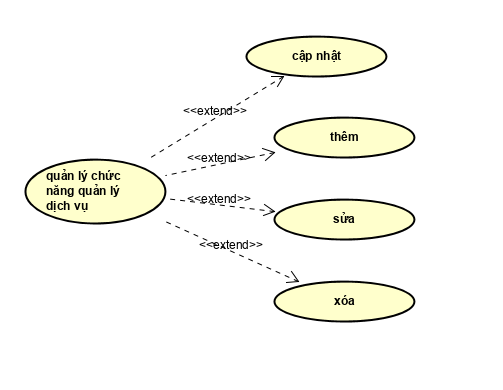 cập nhật
<<extend>>
thêm
<<extend>>
quản lý chức
năng quản lý
dịch vụ
<<extend>>
sửa
<<extend>>
xóa